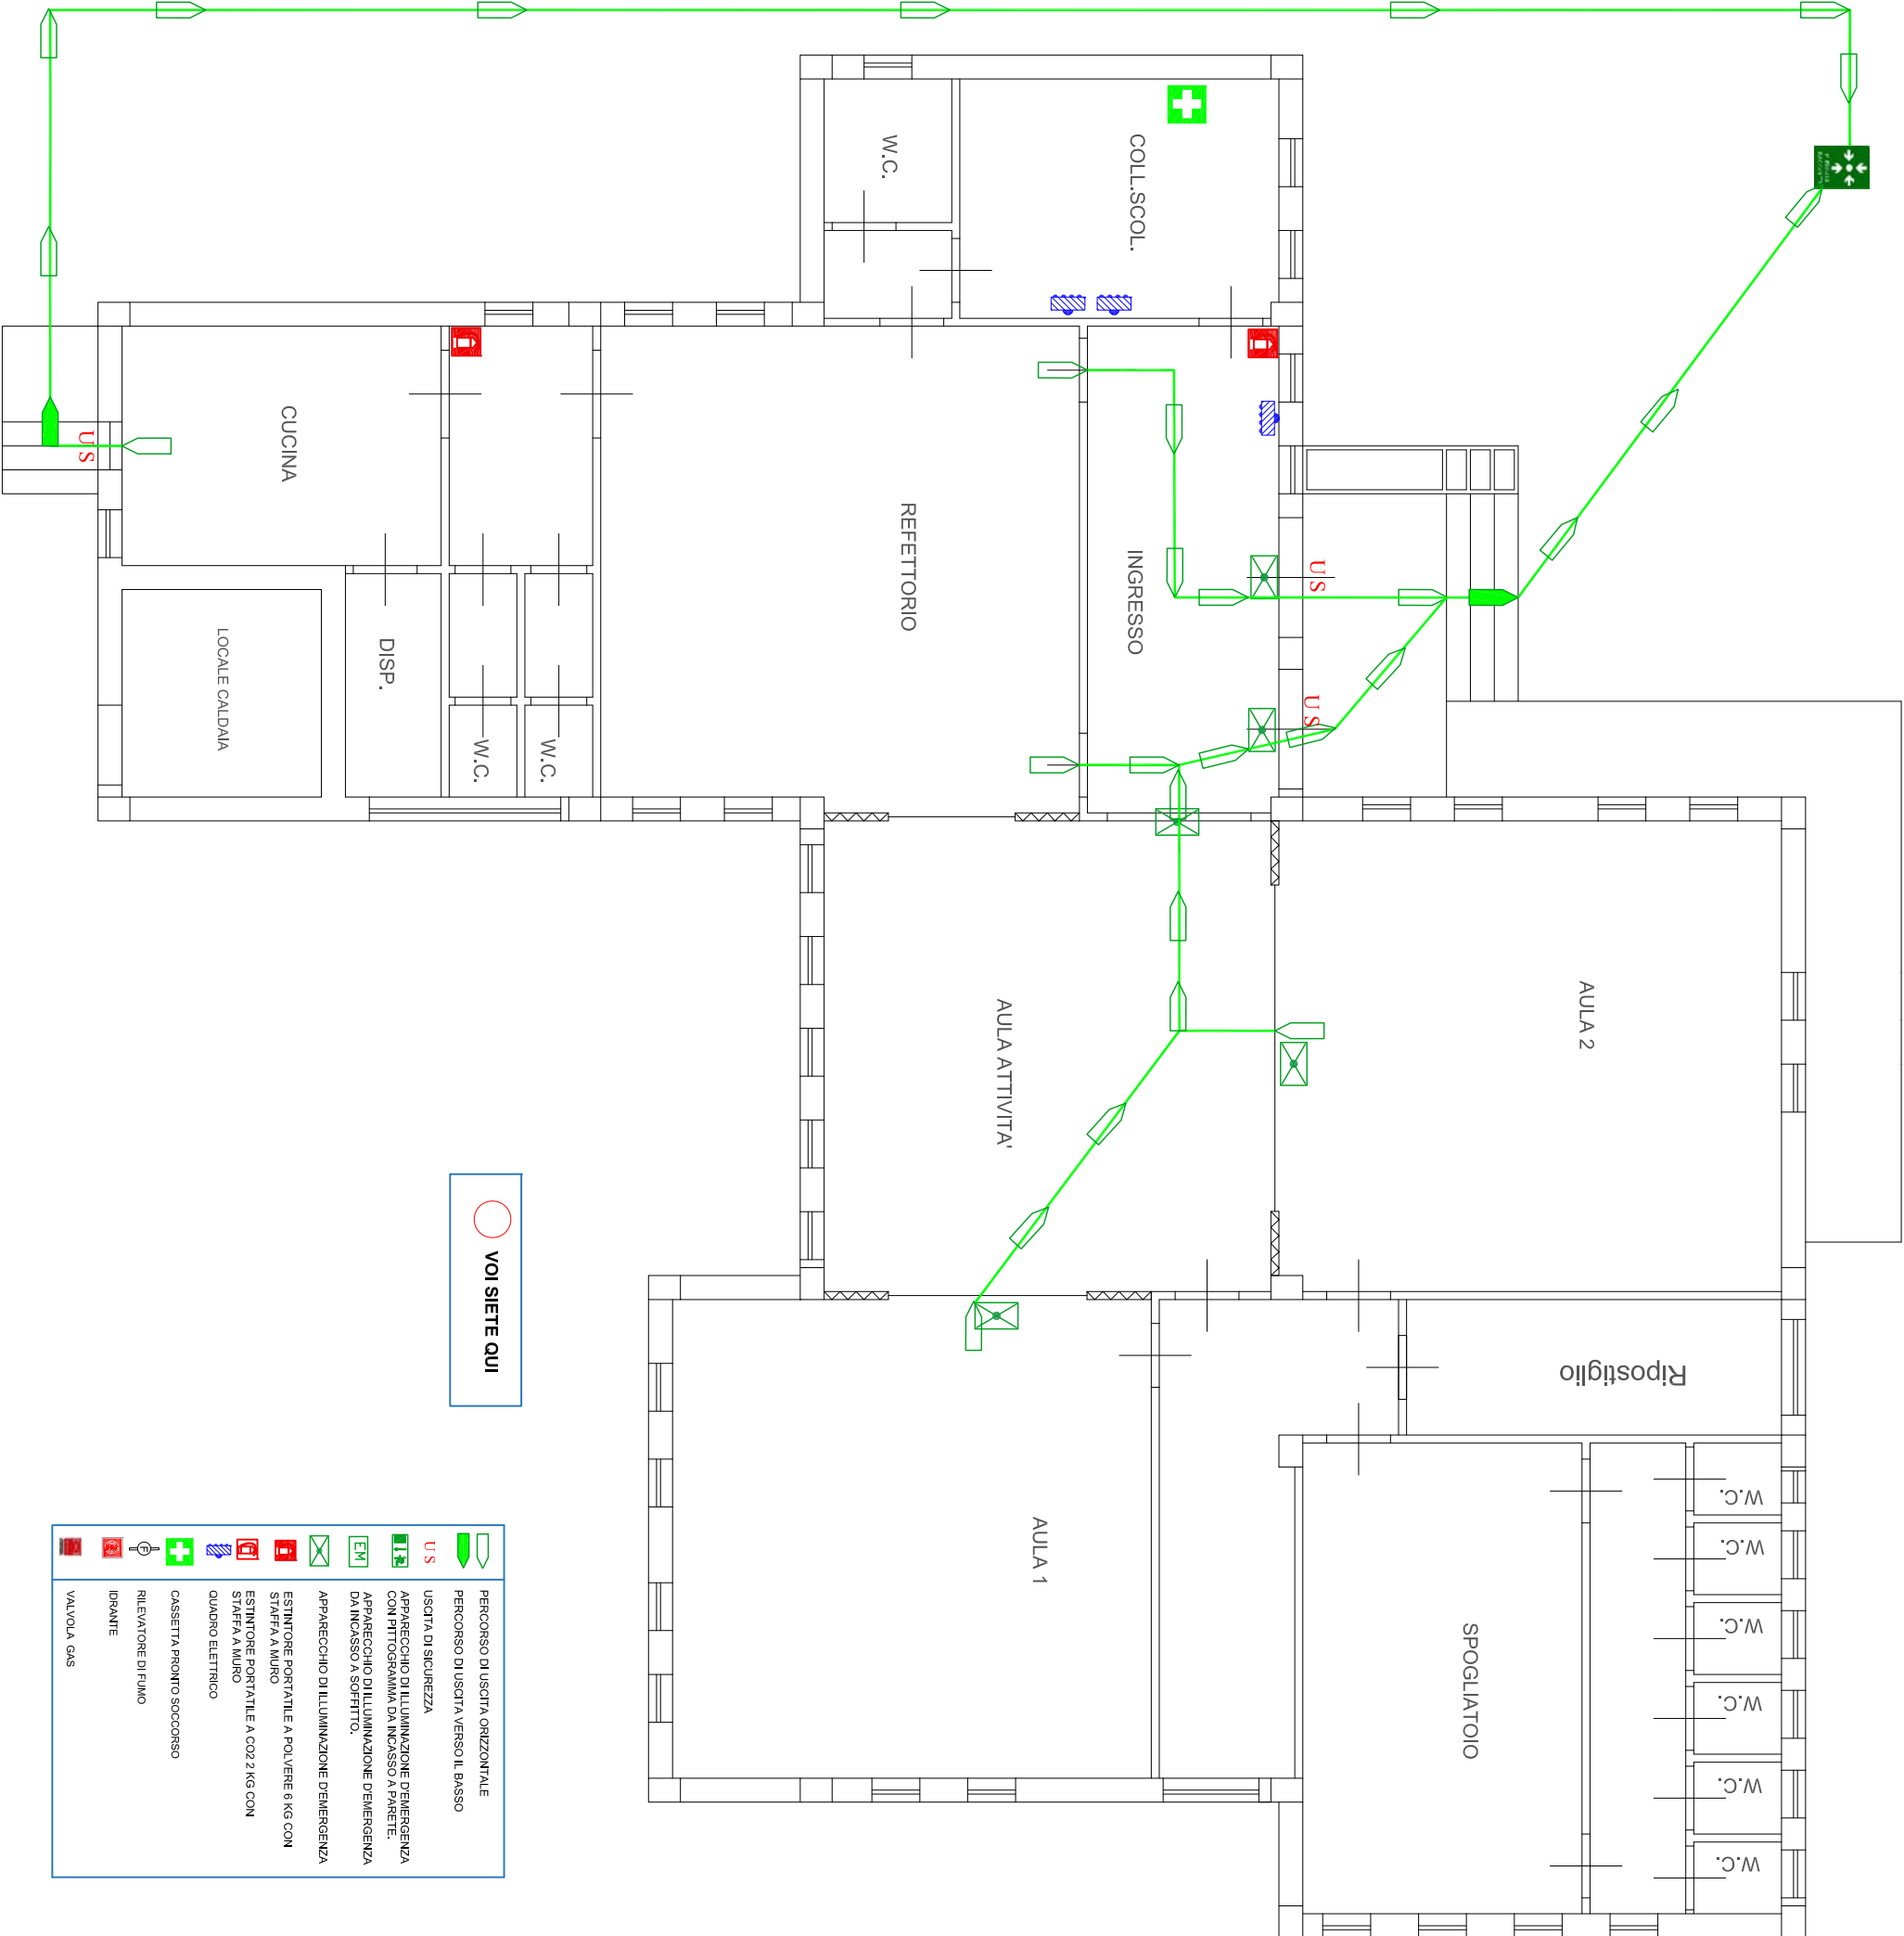 W.C.
COLL.SCOL.
CUCINA
U S
REFETTORIO
INGRESSO
U S
U S
LOCALE CALDAIA
DISP.
W.C.
W.C.
AULA 2
AULA ATTIVITA'
AULA 1
Ripostiglio
SPOGLIATOIO
W.C.
W.C.
W.C.
W.C.
W.C.
W.C.
VOI SIETE QUI
PERCORSO DI USCITA ORIZZONTALE
PERCORSO DI USCITA VERSO IL BASSO
U S
USCITA DI SICUREZZA
APPARECCHIO DI ILLUMINAZIONE D'EMERGENZA
CON PITTOGRAMMA DA INCASSO A PARETE.
EM
APPARECCHIO DI ILLUMINAZIONE D'EMERGENZA
DA INCASSO A SOFFITTO.
APPARECCHIO DI ILLUMINAZIONE D'EMERGENZA
ESTINTORE PORTATILE A POLVERE 6 KG CON
STAFFA A MURO
ESTINTORE PORTATILE A CO2 2 KG CON
STAFFA A MURO
QUADRO ELETTRICO
CASSETTA PRONTO SOCCORSO
F
RILEVATORE DI FUMO
IDRANTE
VALVOLA GAS